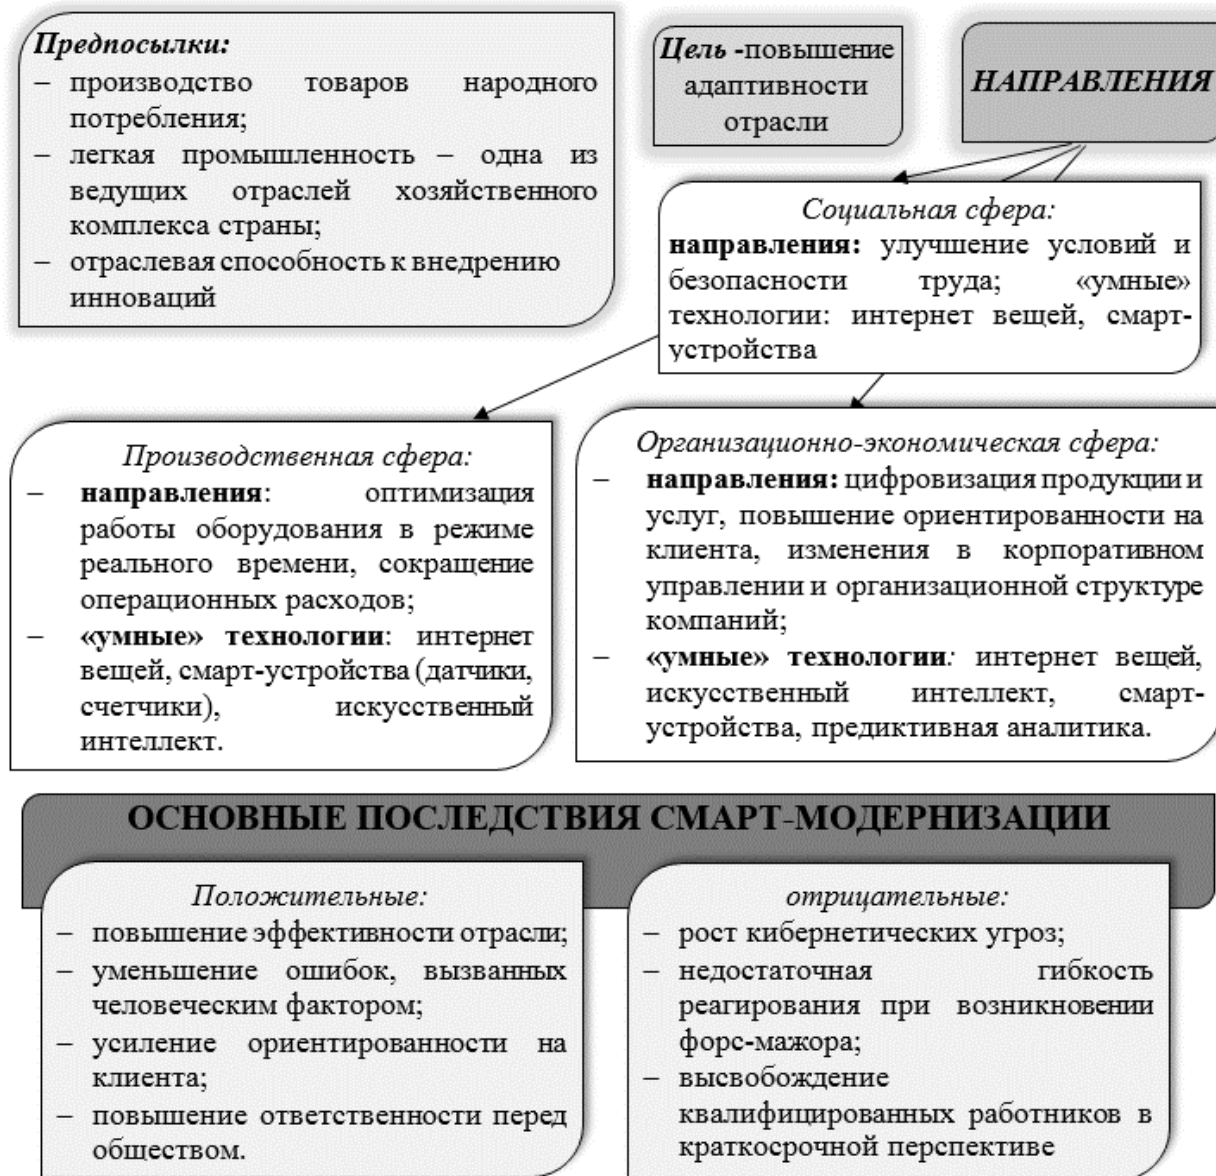 Предпосылки:
– производство товаров народного
потребления;
– легкая промышленность – одна из
ведущих отраслей хозяйственного
комплекса страны;
– отраслевая способность к внедрению
инноваций
Цель -повышение
адаптивности
отрасли
НАПРАВЛЕНИЯ
Социальная сфера:
направления: улучшение условий и
безопасности труда; «умные»
технологии: интернет вещей, смарт-
устройства
Производственная сфера:
– направления: оптимизация
работы оборудования в режиме
реального времени, сокращение
операционных расходов;
– «умные» технологии: интернет
вещей, смарт-устройства (датчики,
счетчики), искусственный
интеллект.
Организационно-экономическая сфера:
– направления: цифровизация продукции и
услуг, повышение ориентированности на
клиента, изменения в корпоративном
управлении и организационной структуре
компаний;
– «умные» технологии: интернет вещей,
искусственный интеллект, смарт-
устройства, предиктивная аналитика.
ОСНОВНЫЕ ПОСЛЕДСТВИЯ СМАРТ-МОДЕРНИЗАЦИИ
Положительные:
– повышение эффективности отрасли;
– уменьшение ошибок, вызванных
человеческим фактором;
– усиление ориентированности на
клиента;
– повышение ответственности перед
обществом.
отрицательные:
– рост кибернетических угроз;
– недостаточная гибкость
реагирования при возникновении
форс-мажора;
– высвобождение
квалифицированных работников в
краткосрочной перспективе